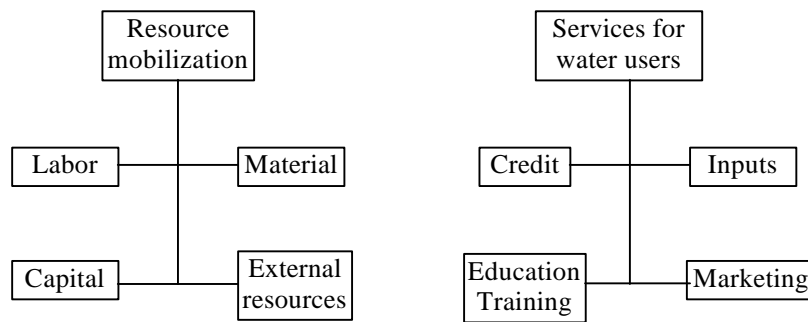 Resource
mobilization
Labor
Material
Capital
External
resources
Services for
water users
Credit
Inputs
Education
Training
Marketing